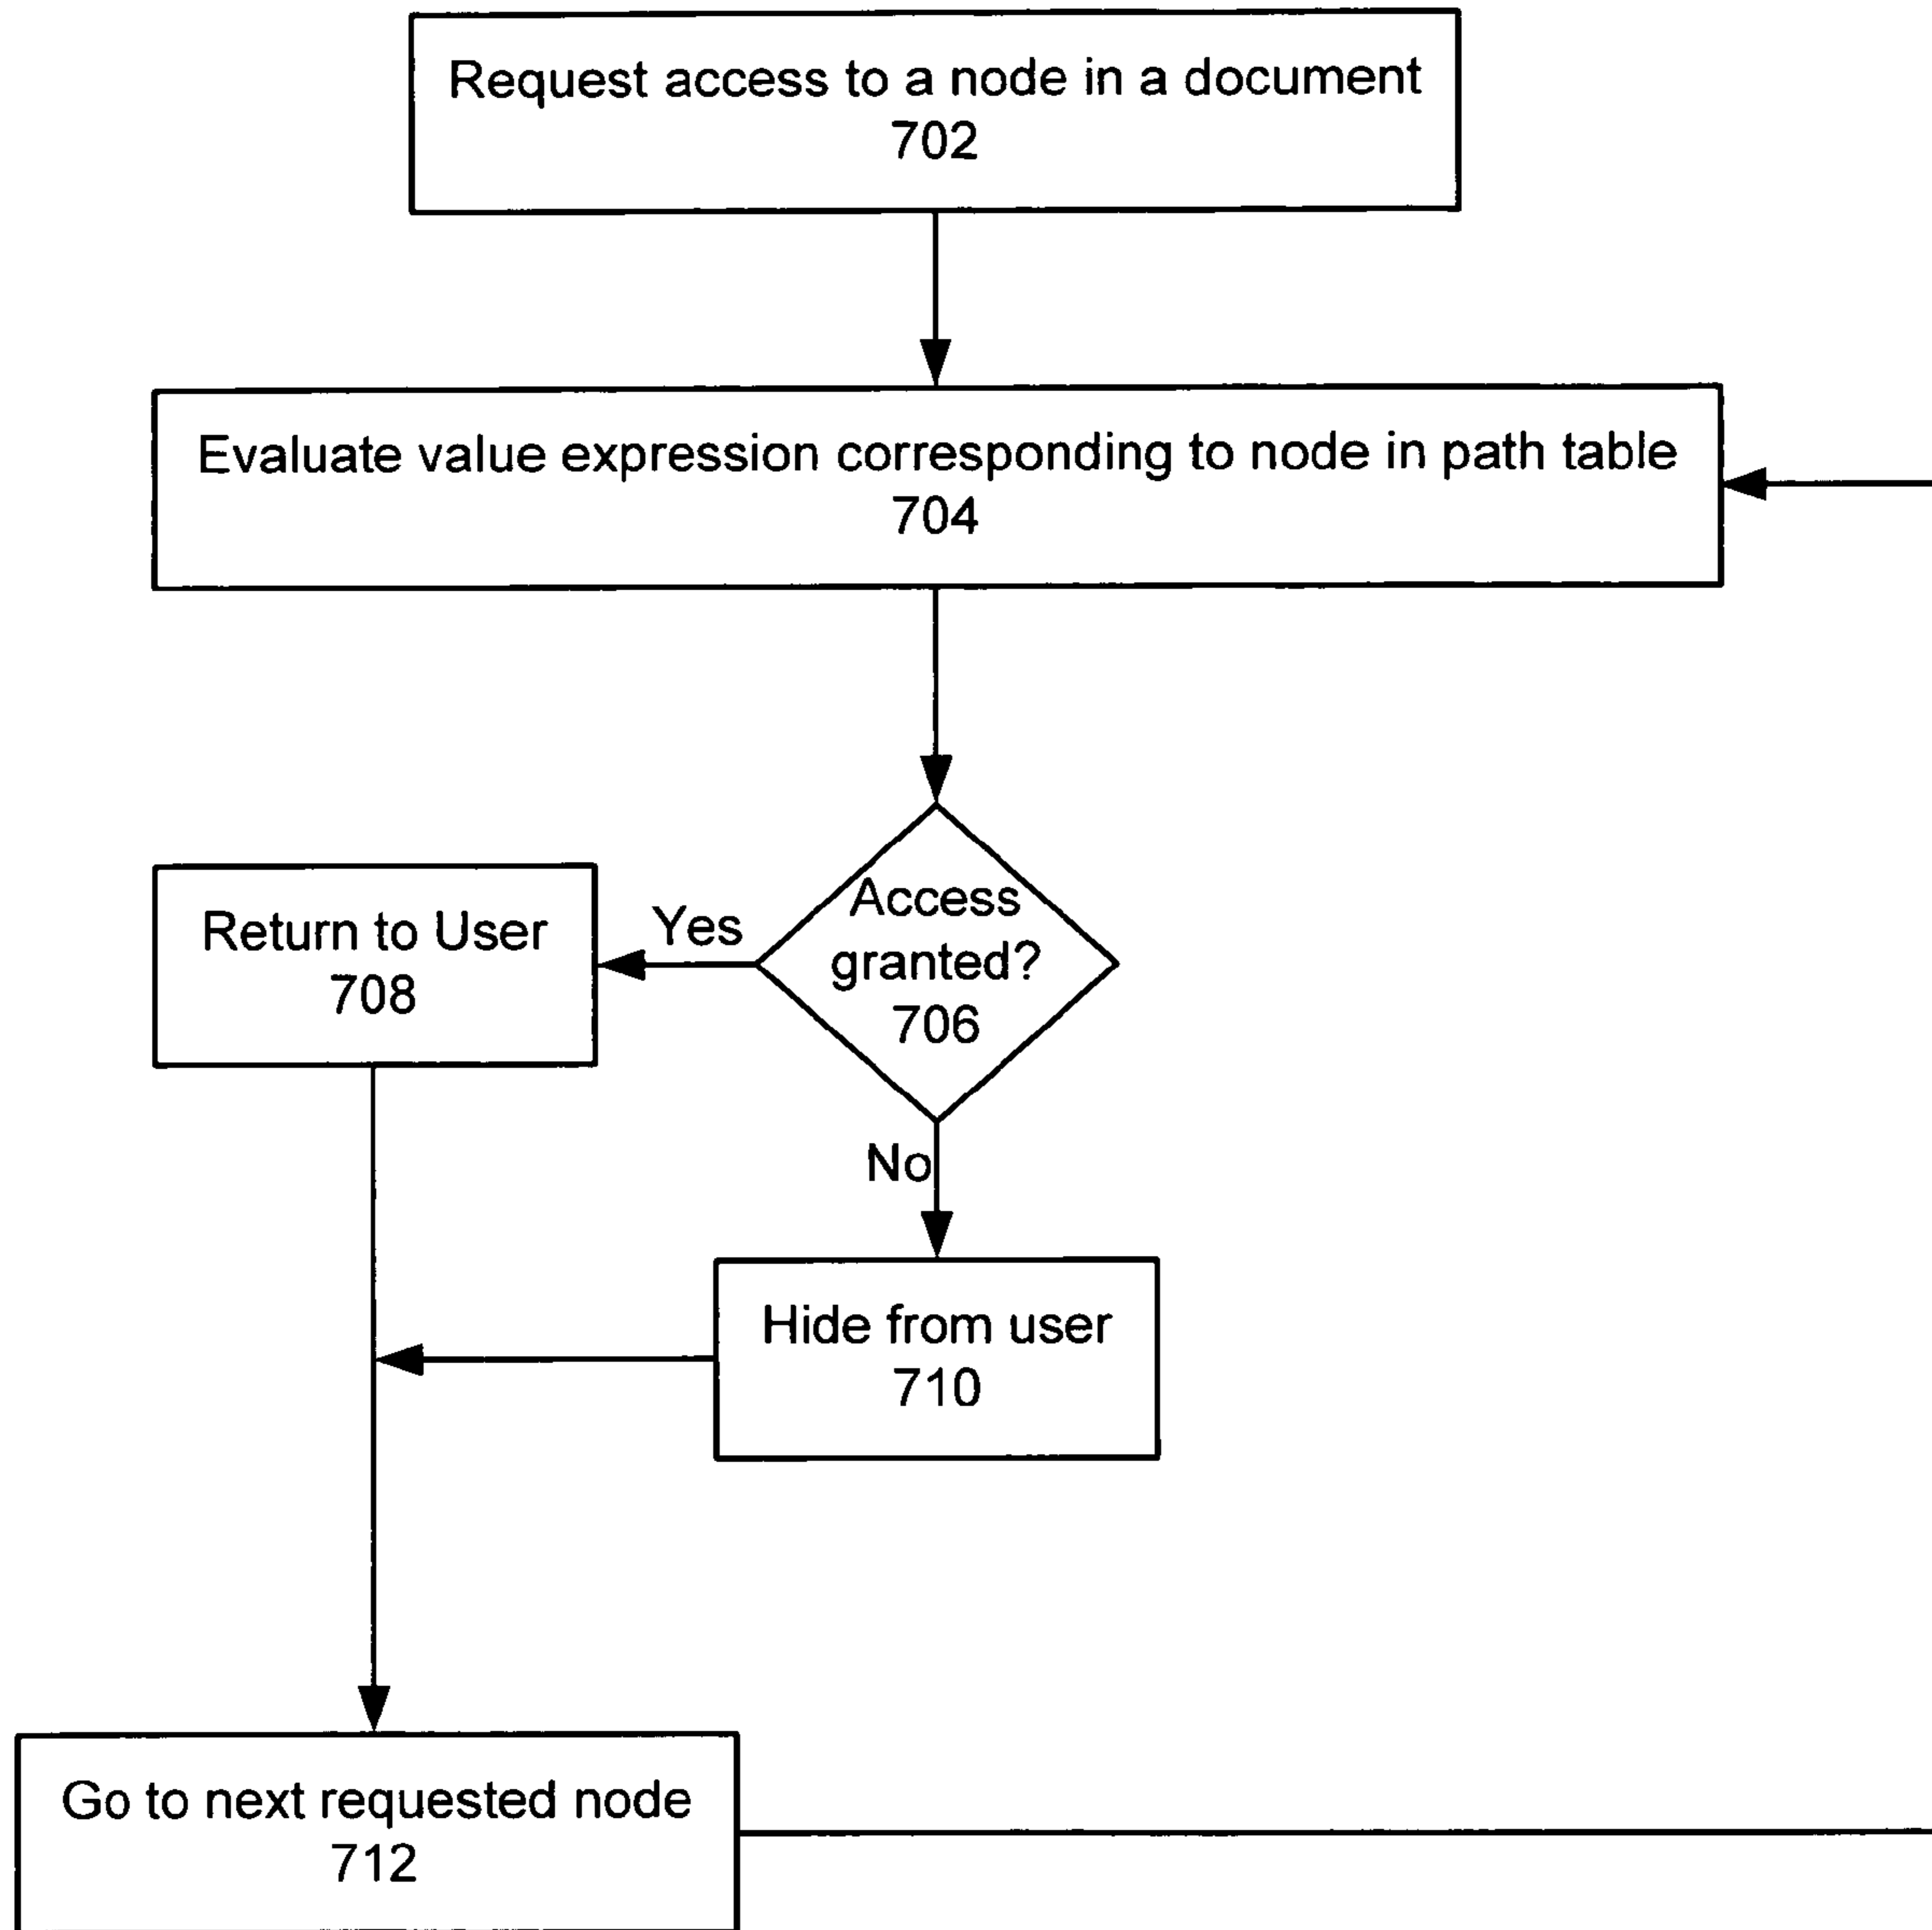 Request access to a node in a document
702
Evaluate value expression corresponding to node in path table
704
Access
granted?
706
Yes
Return to User
708
No
Hide from user
710
Go to next requested node
712